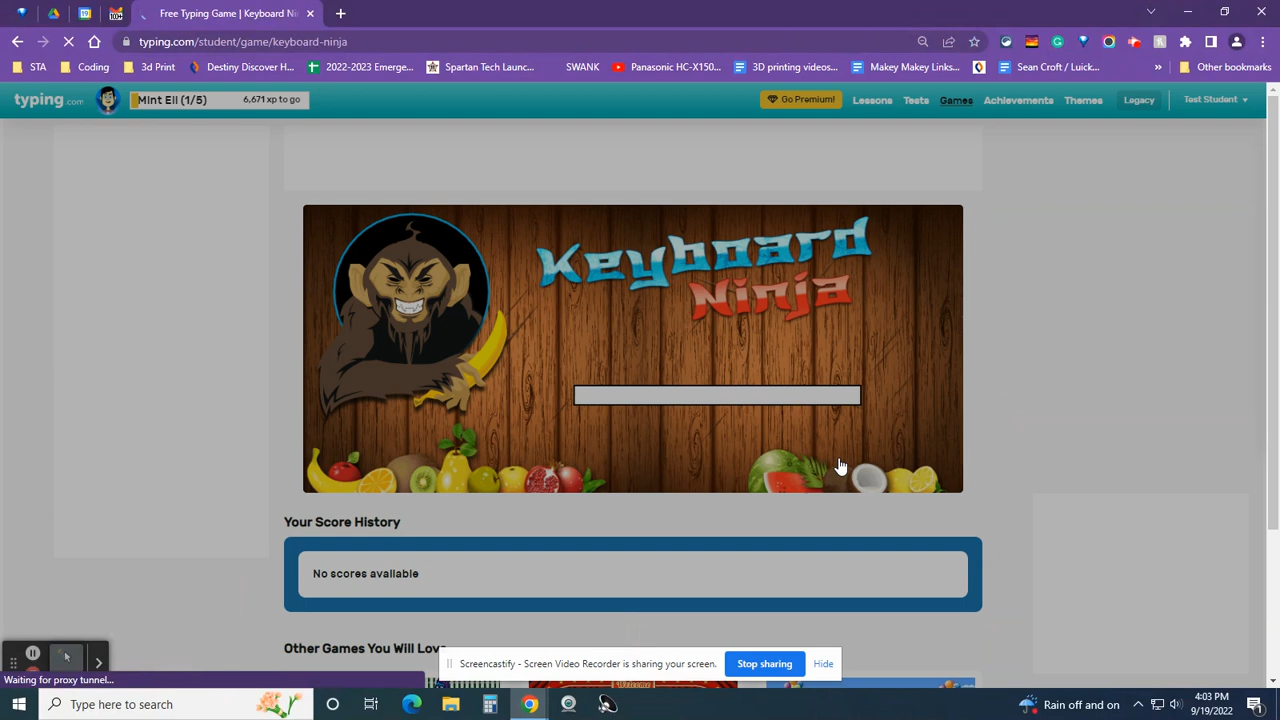 Free Typing Game | Keyboard Ni
typing.com/student/game/keyboard-ninja
STA
Coding
3d Print
Destiny Discover H...
2022-2023 Emerge...
Spartan Tech Launc...
SWANK
Panasonic HC-X150...
3D printing videos...
Makey Makey Links...
Sean Croft / Luick...
»
Other bookmarks
typing.com
Mint Ell (1/5)
6,671 xp to go
Go Premium!
Lessons
Tests
Games
Achievements
Themes
Legacy
Test Student
Keyboard
Ninja
Your Score History
No scores available
Other Games You Will Love
Screencastify - Screen Video Recorder is sharing your screen.
Stop sharing
Hide
Waiting for proxy tunnel...
Welcome
Type here to search
Rain off and on
4:03 PM
9/19/2022